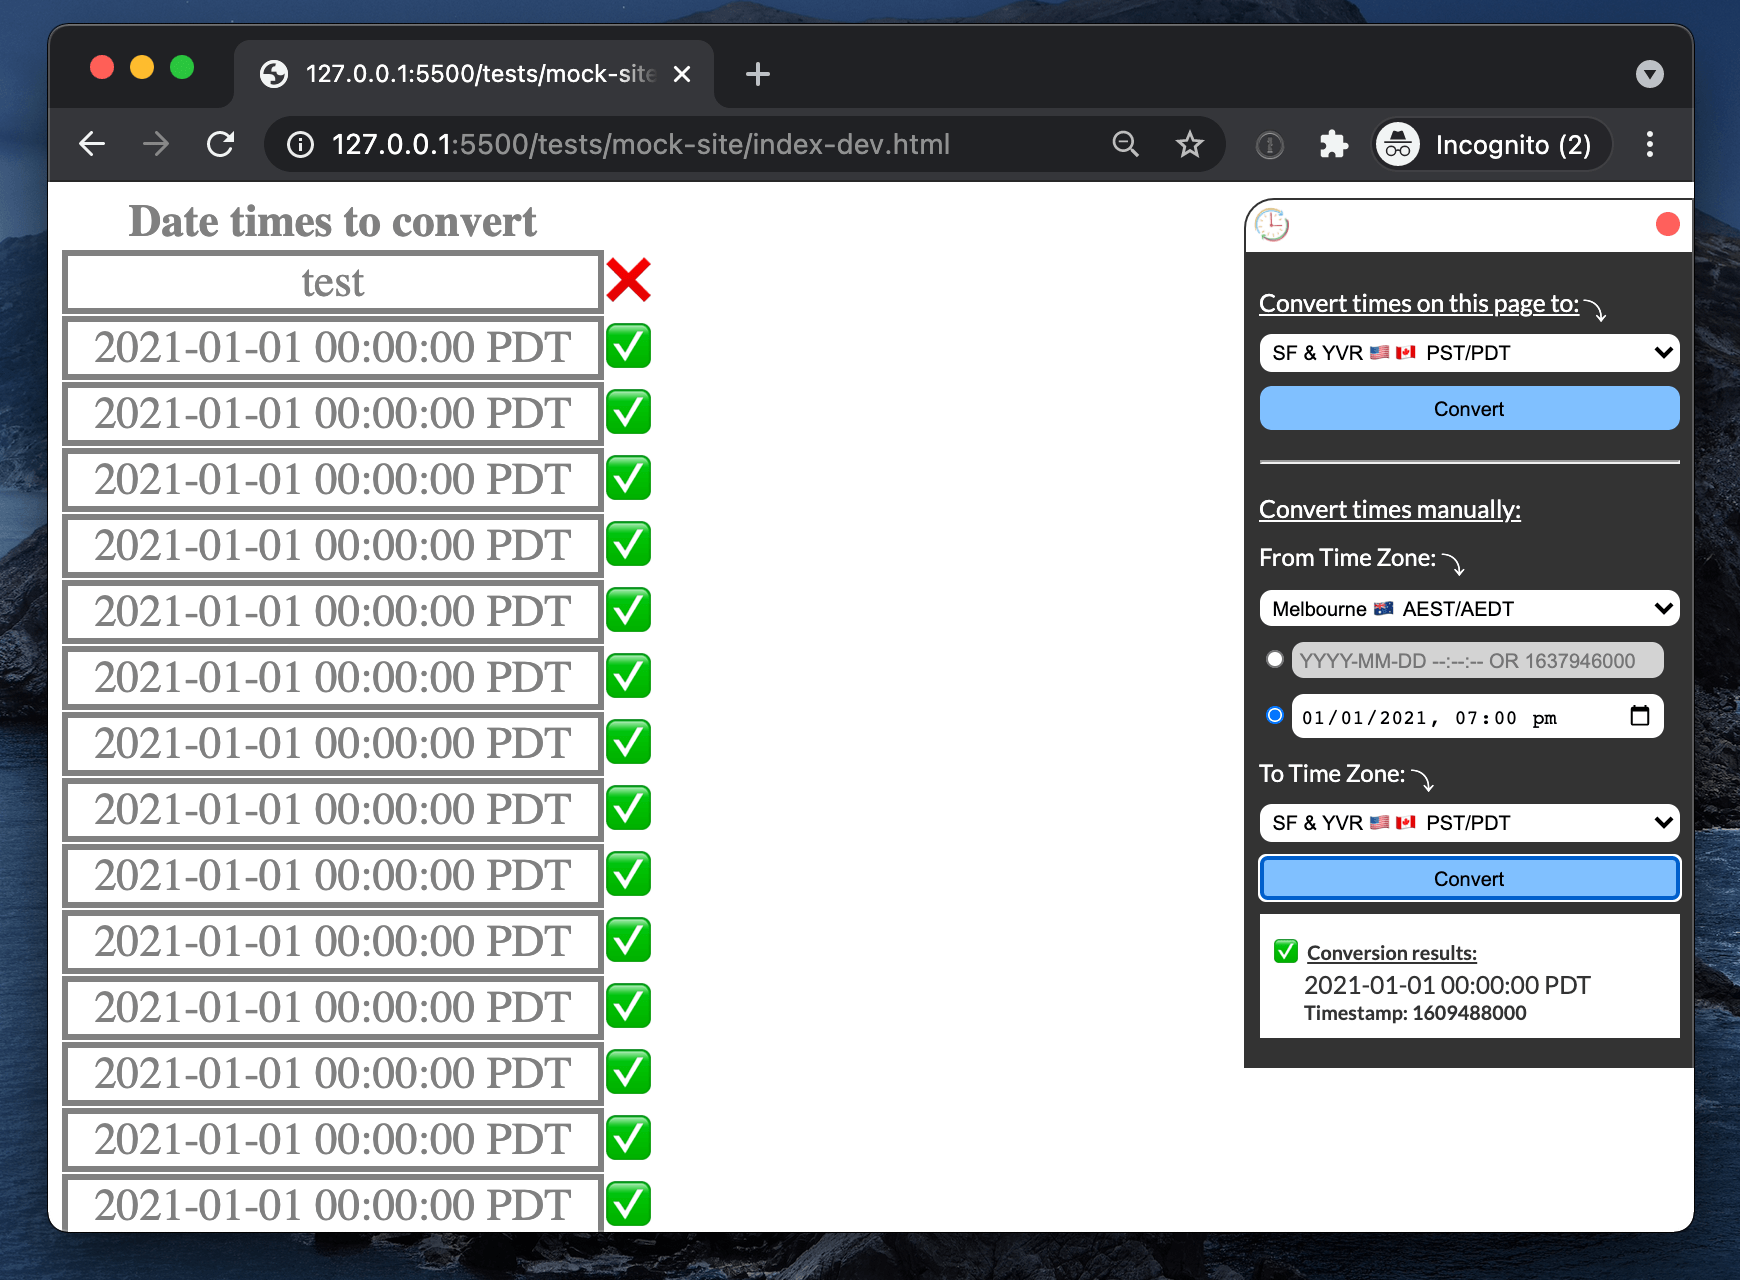 127.0.0.1:5500/tests/mock-site
127.0.0.1:5500/tests/mock-site/index-dev.html
Incognito (2)
Date times to convert
test
2021-01-01 00:00:00 PDT
2021-01-01 00:00:00 PDT
2021-01-01 00:00:00 PDT
2021-01-01 00:00:00 PDT
2021-01-01 00:00:00 PDT
2021-01-01 00:00:00 PDT
2021-01-01 00:00:00 PDT
2021-01-01 00:00:00 PDT
2021-01-01 00:00:00 PDT
2021-01-01 00:00:00 PDT
2021-01-01 00:00:00 PDT
2021-01-01 00:00:00 PDT
2021-01-01 00:00:00 PDT
2021-01-01 00:00:00 PDT
Convert times on this page to:
SF & YVR 🇺🇸 🇨🇦 PST/PDT
Convert
Convert times manually:
From Time Zone:
Melbourne 🇦🇺 AEST/AEDT
YYYY-MM-DD --:--:-- OR 1637946000
01/01/2021, 07:00 pm
To Time Zone:
SF & YVR 🇺🇸 🇨🇦 PST/PDT
Convert
✅ Conversion results:
2021-01-01 00:00:00 PDT
Timestamp: 1609488000